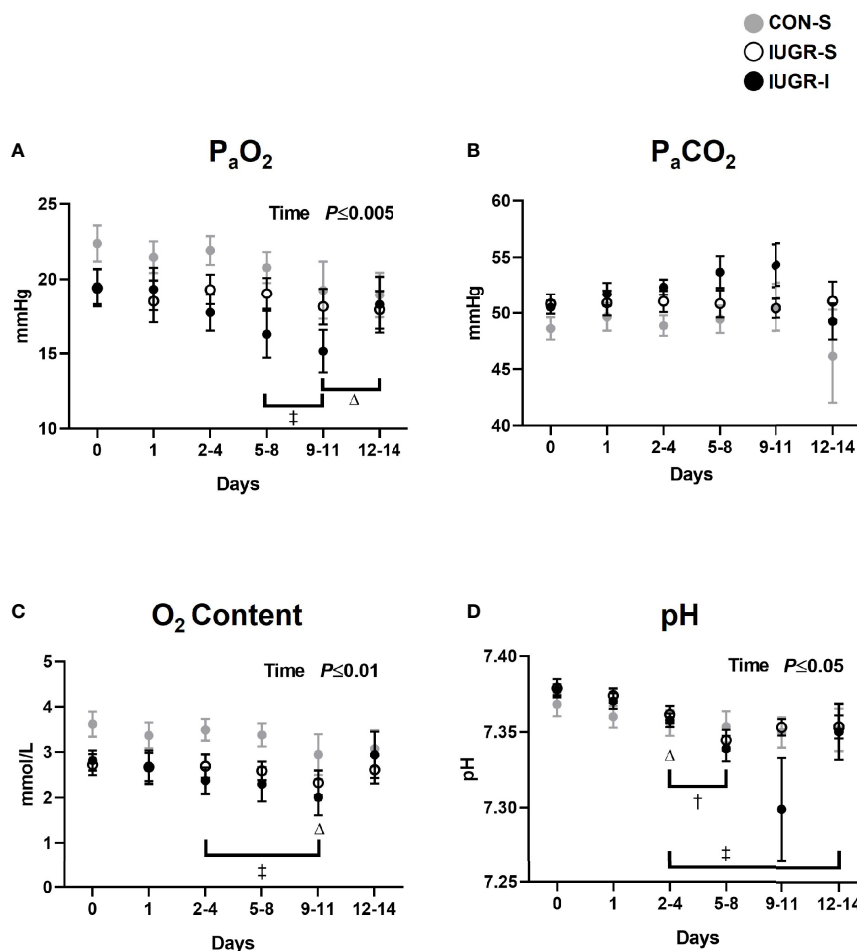 CON-S
IUGR-S
IUGR-I
A
PaO2
Time P≤0.005
mmHg
25
20
15
10
‡
Δ
0 1 2-4 5-8 9-11 12-14
Days
B
PaCO2
mmHg
60
55
50
45
40
0 1 2-4 5-8 9-11 12-14
Days
C
O2 Content
Time P≤0.01
mmol/L
5
4
3
2
1
0
Δ
‡
0 1 2-4 5-8 9-11 12-14
Days
D
pH
Time P≤0.05
pH
7.40
7.35
7.30
7.25
Δ
†
‡
0 1 2-4 5-8 9-11 12-14
Days